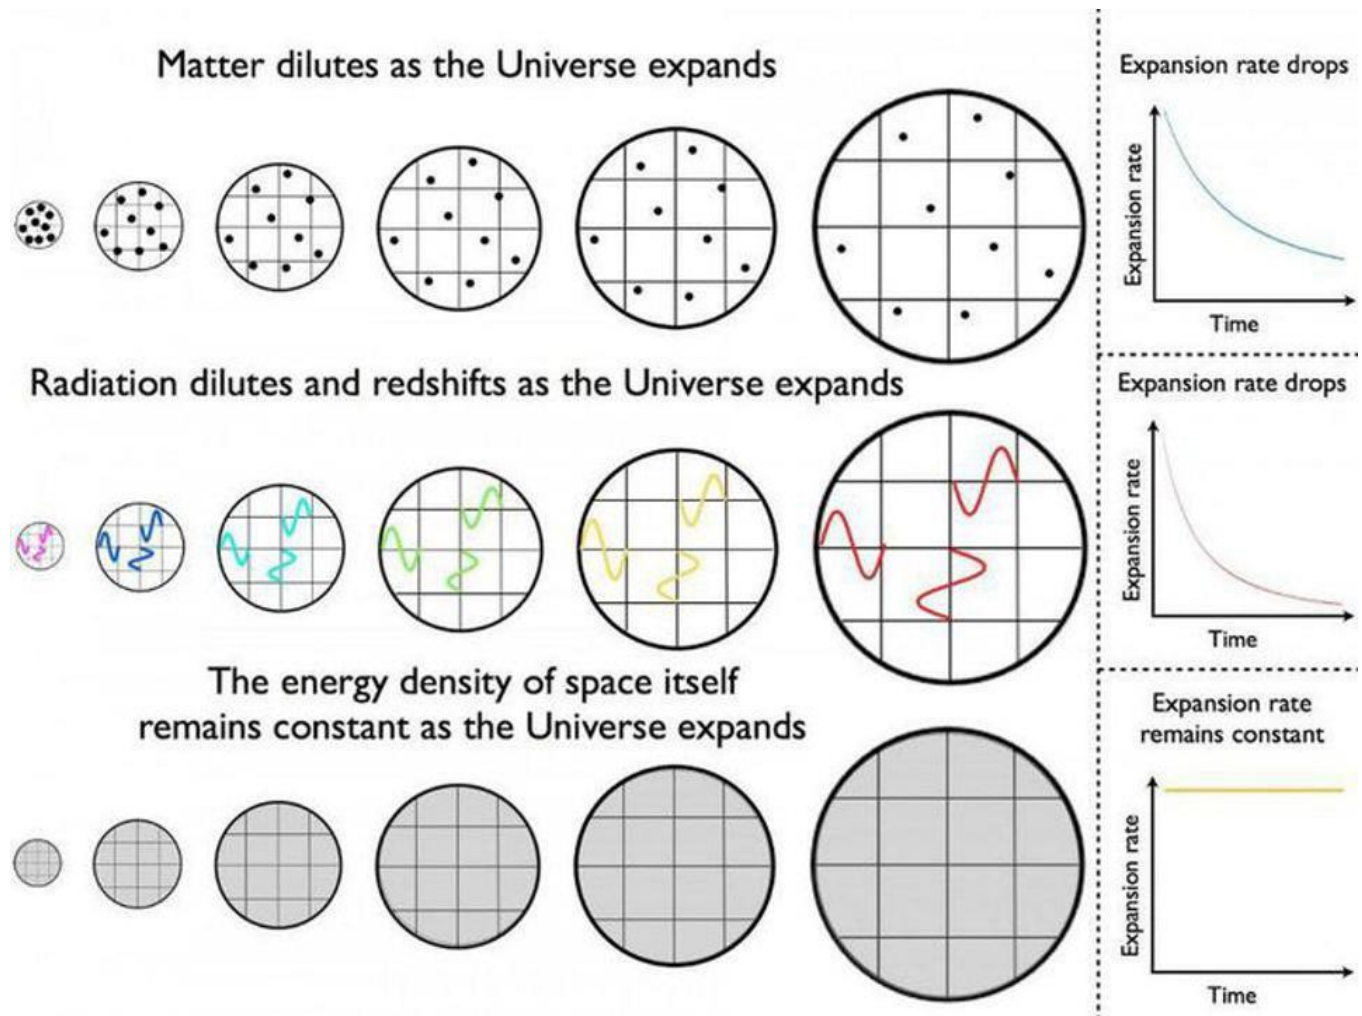 Matter dilutes as the Universe expands
Expansion rate drops
Expansion rate
Time
Radiation dilutes and redshifts as the Universe expands
Expansion rate drops
Expansion rate
Time
The energy density of space itself
remains constant as the Universe expands
Expansion rate
remains constant
Expansion rate
Time